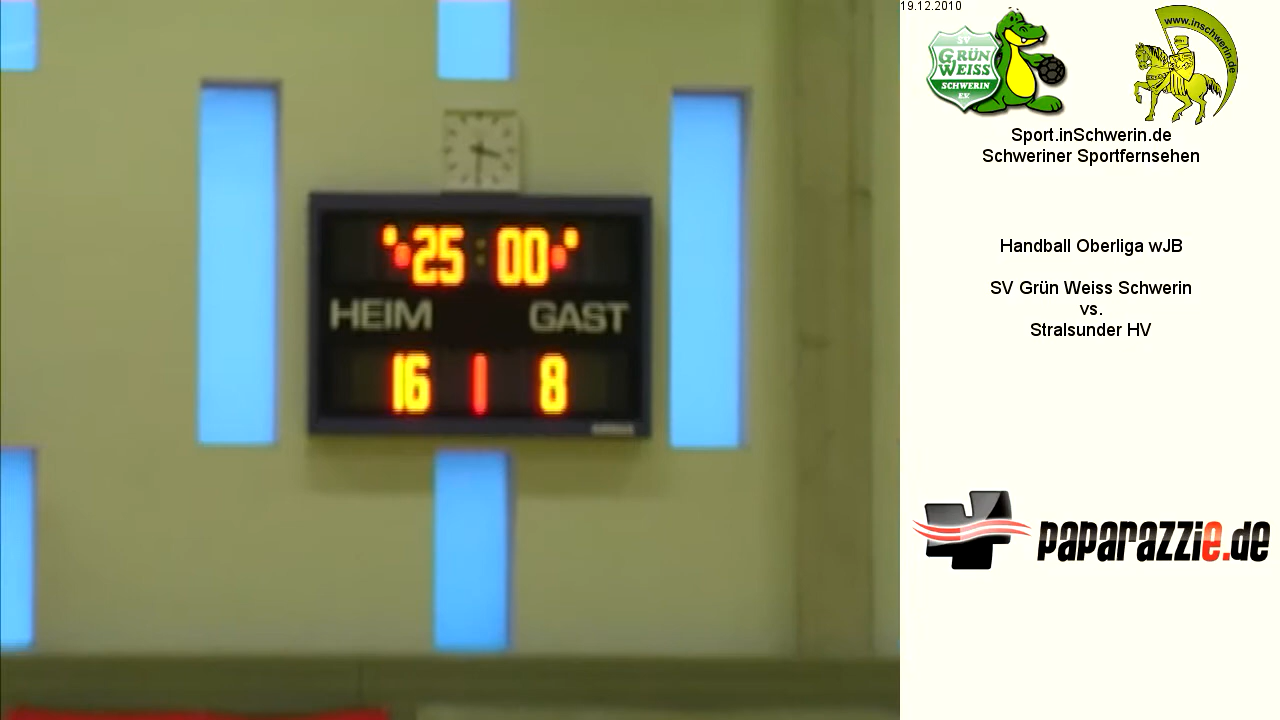 25:00
HEIM GAST
16 1 8
19.12.2010
SV
GRÜN
WEISS
SCHWERIN
E.V.
www.inschwerin.de
Sport.inSchwerin.de
Schweriner Sportfernsehen
Handball Oberliga wJB
SV Grün Weiss Schwerin
vs.
Stralsunder HV
paparazzie.de